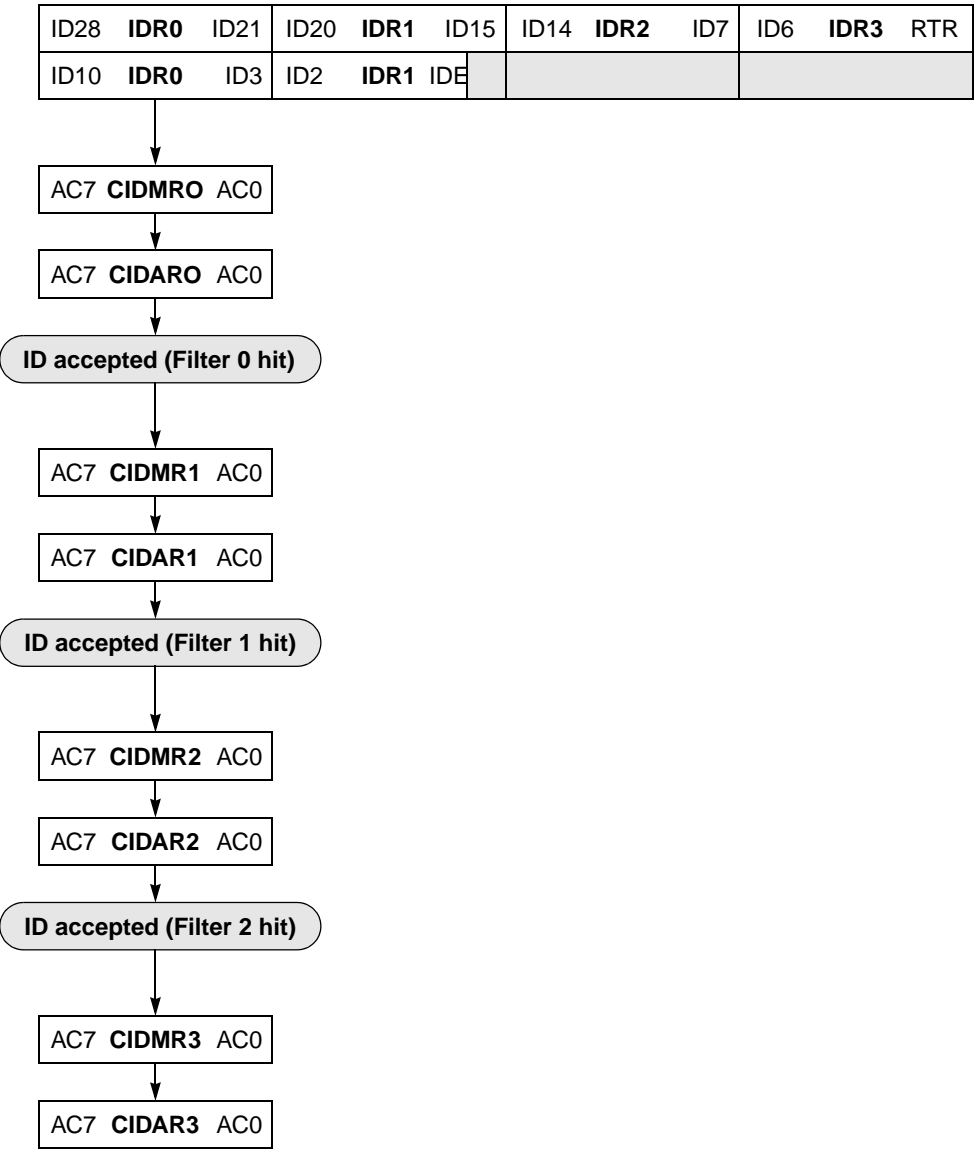 ID28 IDR0 ID21 ID20 IDR1 ID15 ID14 IDR2 ID7 ID6 IDR3 RTR
ID10 IDR0 ID3 ID2 IDR1 IDE
AC7 CIDMRO AC0
AC7 CIDARO AC0
ID accepted (Filter 0 hit)
AC7 CIDMR1 AC0
AC7 CIDAR1 AC0
ID accepted (Filter 1 hit)
AC7 CIDMR2 AC0
AC7 CIDAR2 AC0
ID accepted (Filter 2 hit)
AC7 CIDMR3 AC0
AC7 CIDAR3 AC0